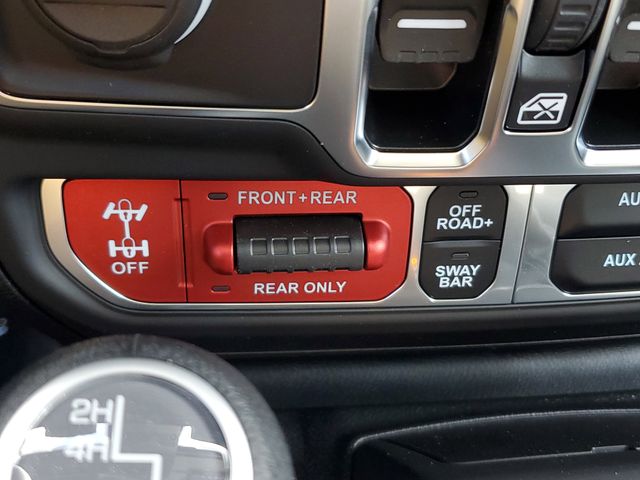 FRONT+REAR
OFF
REAR ONLY
OFF
ROAD+
SWAY
BAR
AU
AUX
2H
4H